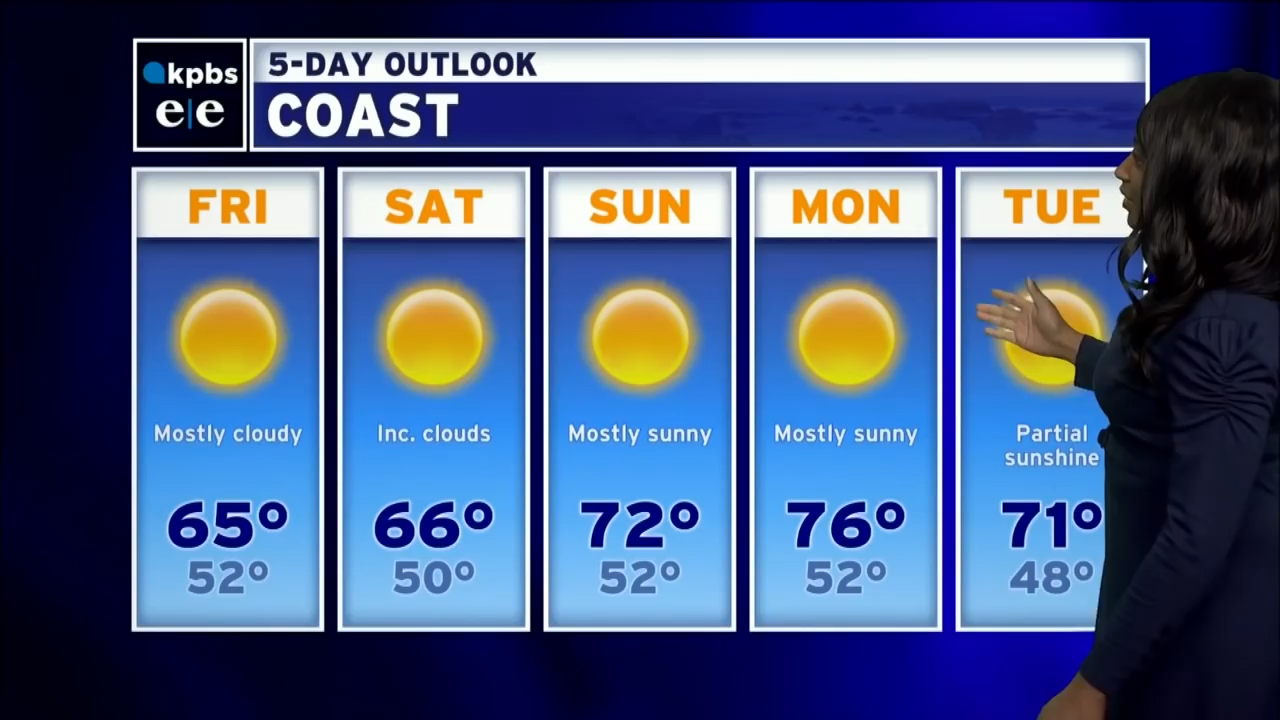 kpbs
e|e
5-DAY OUTLOOK
COAST
FRI
Mostly cloudy
65°
52°
SAT
Inc. clouds
66°
50°
SUN
Mostly sunny
72°
52°
MON
Mostly sunny
76°
52°
TUE
Partial
sunshine
71°
48°